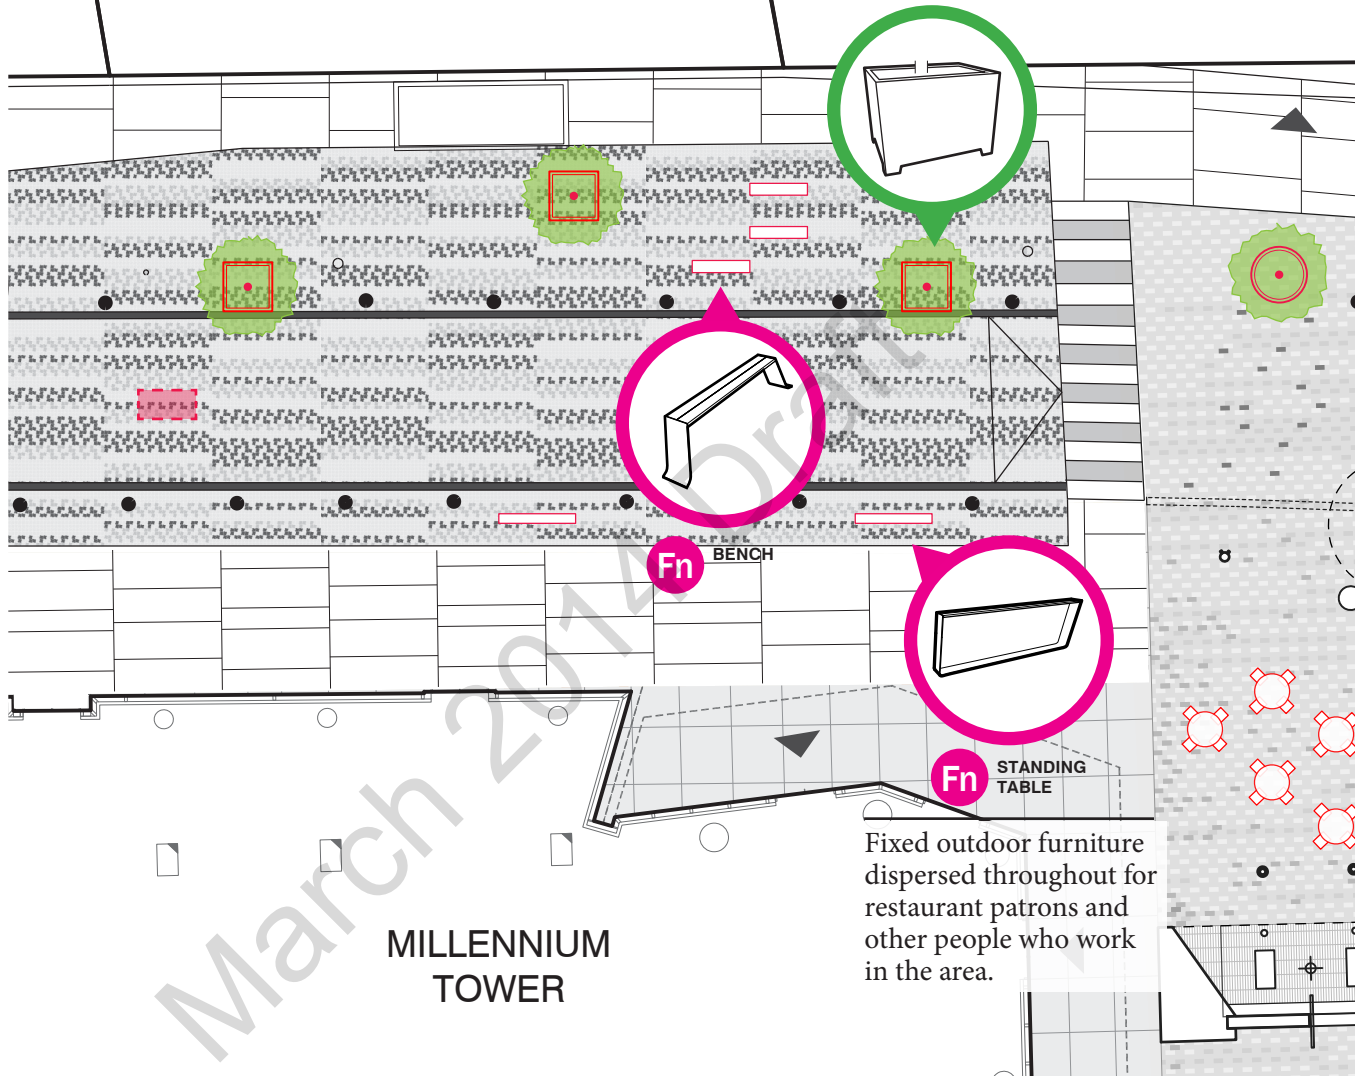 Fn BENCH
Fn STANDING
TABLE
Fixed outdoor furniture
dispersed throughout for
restaurant patrons and
other people who work
in the area.
MILLENNIUM
TOWER
March 2014 Draft